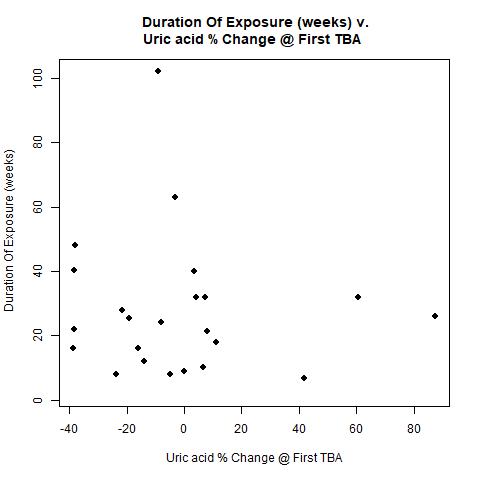 Duration Of Exposure (weeks) v.
Uric acid % Change @ First TBA
Duration Of Exposure (weeks)
100
80
60
40
20
0
-40 -20 0 20 40 60 80
Uric acid % Change @ First TBA